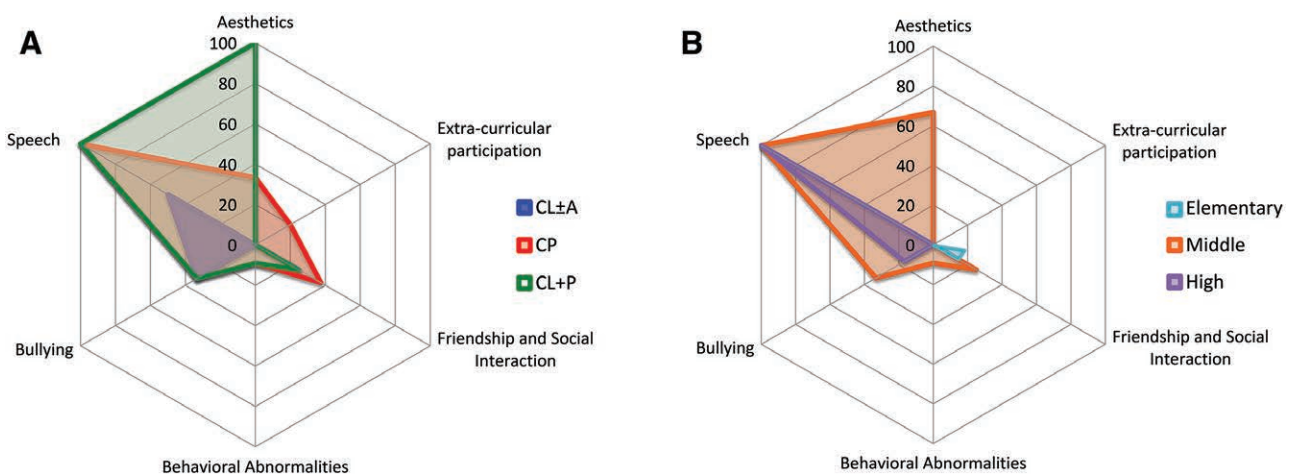 A
Aesthetics
100
80
60
40
20
0
Speech
Extra-curricular
participation
CL±A
CP
CL+P
Bullying
Friendship and Social
Interaction
Behavioral Abnormalities
B
Aesthetics
100
80
60
40
20
0
Speech
Extra-curricular
participation
Elementary
Middle
High
Bullying
Friendship and Social
Interaction
Behavioral Abnormalities